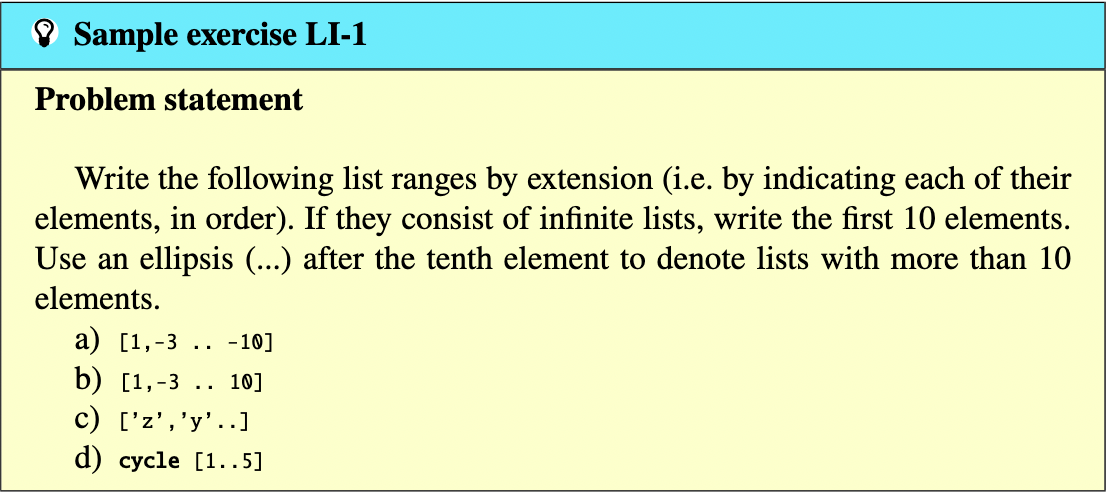 Sample exercise LI-1
Problem statement
Write the following list ranges by extension (i.e. by indicating each of their
elements, in order). If they consist of infinite lists, write the first 10 elements.
Use an ellipsis (...) after the tenth element to denote lists with more than 10
elements.
a) [1,-3 .. -10]
b) [1,-3 .. 10]
c) [’z’,’y’..]
d) cycle [1..5]